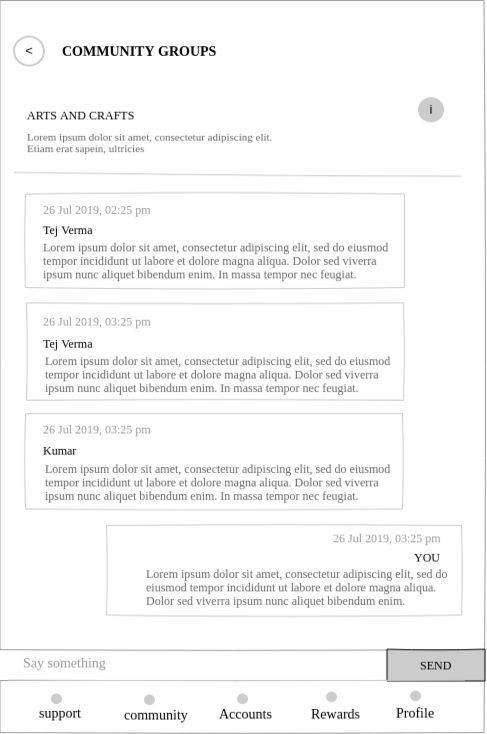 < COMMUNITY GROUPS
ARTS AND CRAFTS
i
Lorem ipsum dolor sit amet, consectetur adipiscing elit.
Etiam erat sapein, ultricies
26 Jul 2019, 02:25 pm
Tej Verma
Lorem ipsum dolor sit amet, consectetur adipiscing elit, sed do eiusmod
tempor incididunt ut labore et dolore magna aliqua. Dolor sed viverra
ipsum nunc aliquet bibendum enim. In massa tempor nec feugiat.
26 Jul 2019, 03:25 pm
Tej Verma
Lorem ipsum dolor sit amet, consectetur adipiscing elit, sed do eiusmod
tempor incididunt ut labore et dolore magna aliqua. Dolor sed viverra
ipsum nunc aliquet bibendum enim. In massa tempor nec feugiat.
26 Jul 2019, 03:25 pm
Kumar
Lorem ipsum dolor sit amet, consectetur adipiscing elit, sed do eiusmod
tempor incididunt ut labore et dolore magna aliqua. Dolor sed viverra
ipsum nunc aliquet bibendum enim. In massa tempor nec feugiat.
26 Jul 2019, 03:25 pm
YOU
Lorem ipsum dolor sit amet, consectetur adipiscing elit, sed do
eiusmod tempor incididunt ut labore et dolore magna aliqua.
Dolor sed viverra ipsum nunc aliquet bibendum enim.
Say something SEND
support community Accounts Rewards Profile